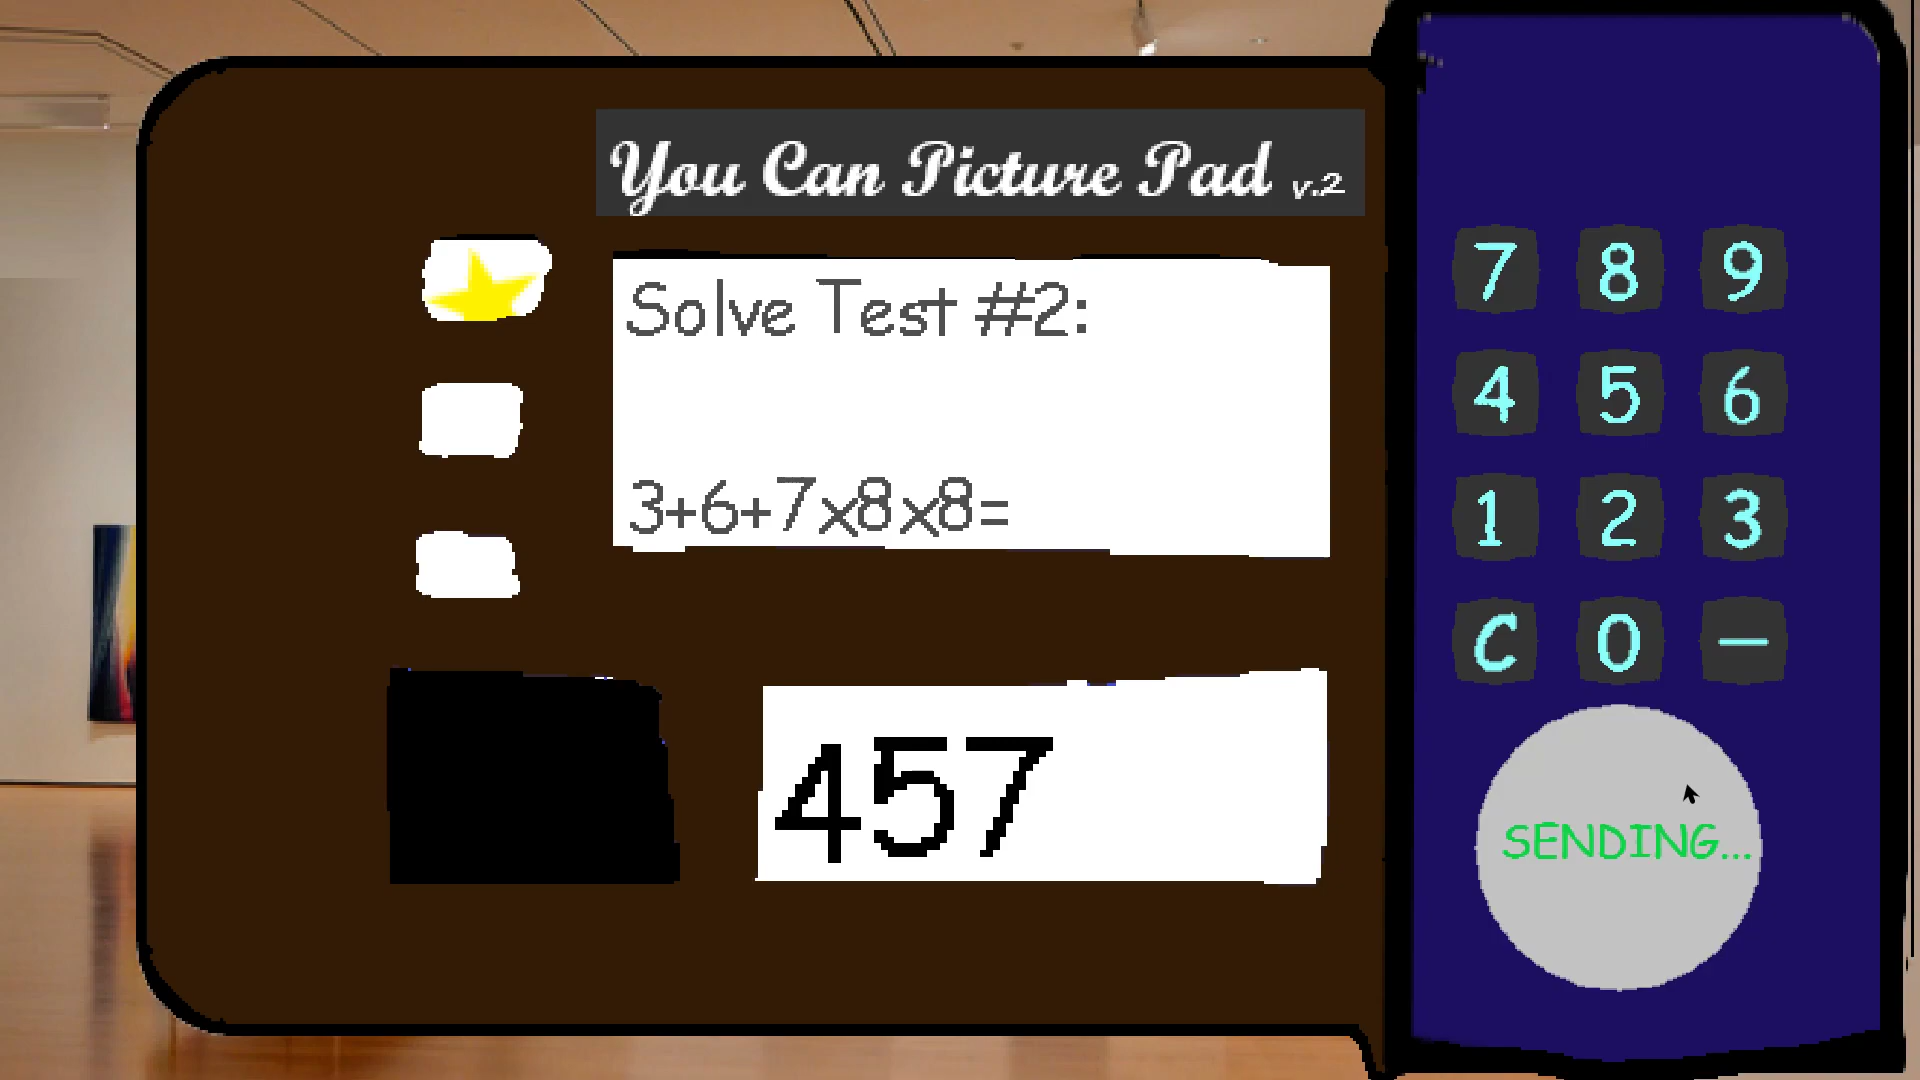 You Can Picture Pad v.2
Solve Test #2:
3+6+7x8x8=
457
7 8 9
4 5 6
1 2 3
C 0 —
SENDING...